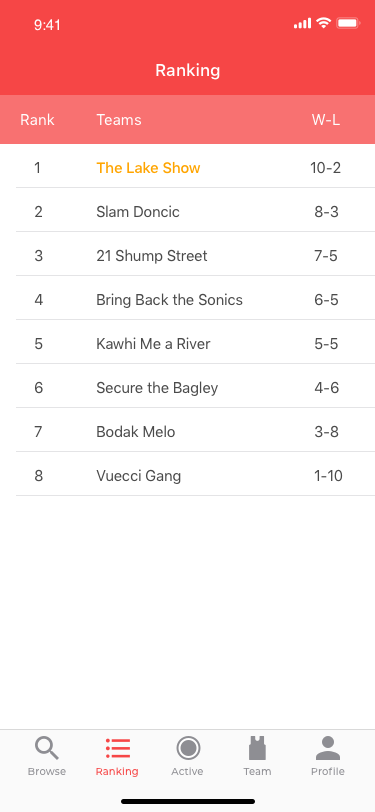 9:41
Ranking
Rank Teams W-L
1 The Lake Show 10-2
2 Slam Doncic 8-3
3 21 Shump Street 7-5
4 Bring Back the Sonics 6-5
5 Kawhi Me a River 5-5
6 Secure the Bagley 4-6
7 Bodak Melo 3-8
8 Vuecci Gang 1-10
Browse Ranking Active Team Profile